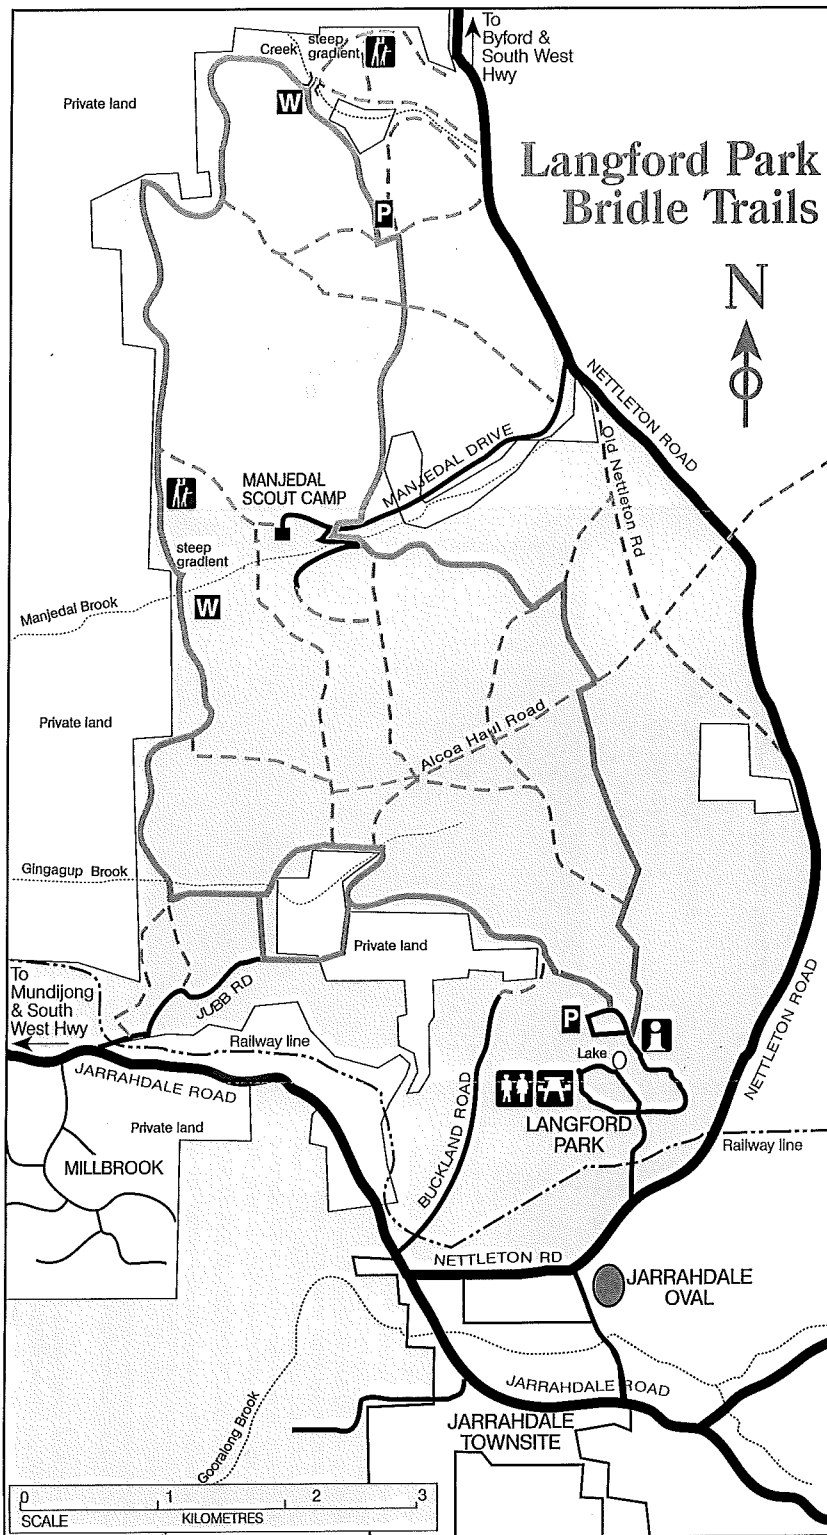 To
Byford &
South West
Hwy
Creek
steep
gradient
Private land
W
Langford Park
Bridle Trails
P
N
NETTLETON ROAD
MANJEDAL DRIVE
Old Nettleton Rd
MANJEDAL
SCOUT CAMP
steep
gradient
W
Manjedal Brook
Private land
Alcoa Haul Road
Gingagup Brook
Private land
To
Mundijong
& South
West Hwy
JUBB RD
P
Railway line
Lake
NETTLETON ROAD
JARRAHDALE ROAD
Private land
BUCKLAND ROAD
LANGFORD
PARK
Railway line
MILLBROOK
NETTLETON RD
JARRAHDALE
OVAL
JARRAHDALE ROAD
Gooralong Brook
JARRAHDALE
TOWNSITE
0 1 2 3
SCALE KILOMETRES